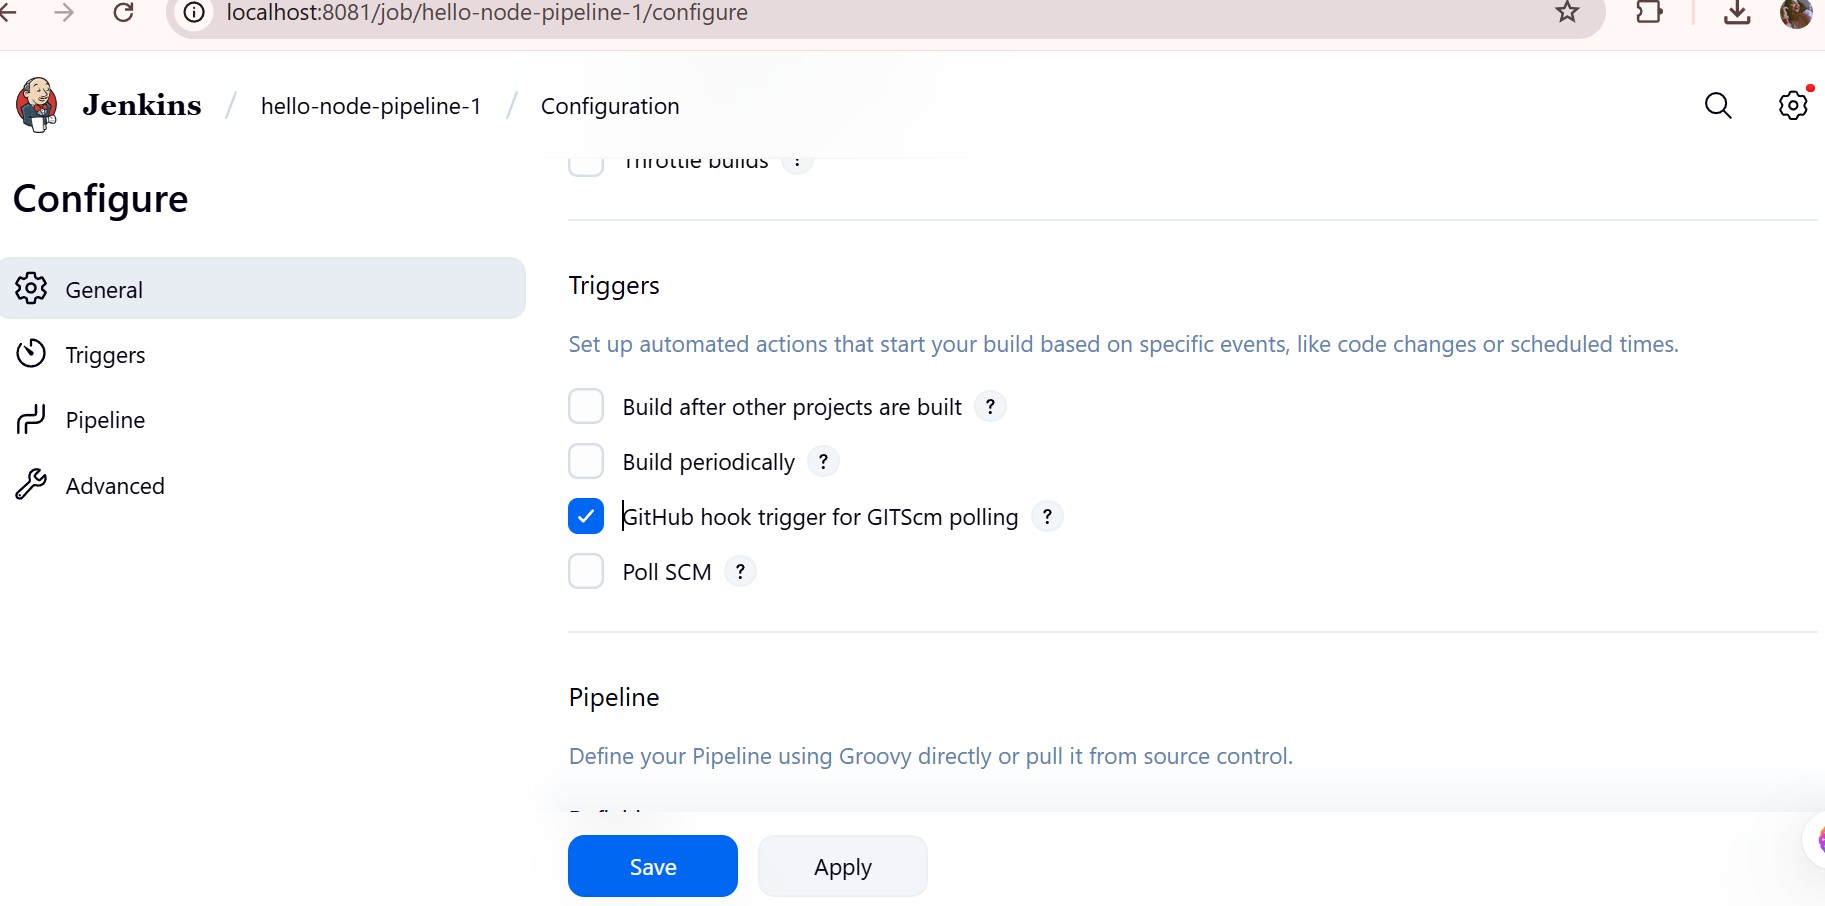 localhost:8081/job/hello-node-pipeline-1/configure
Jenkins / hello-node-pipeline-1 / Configuration
Throttle builds ?
Configure
General
Triggers
Pipeline
Advanced
Triggers
Set up automated actions that start your build based on specific events, like code changes or scheduled times.
Build after other projects are built ?
Build periodically ?
GitHub hook trigger for GITScm polling ?
Poll SCM ?
Pipeline
Define your Pipeline using Groovy directly or pull it from source control.
Save
Apply